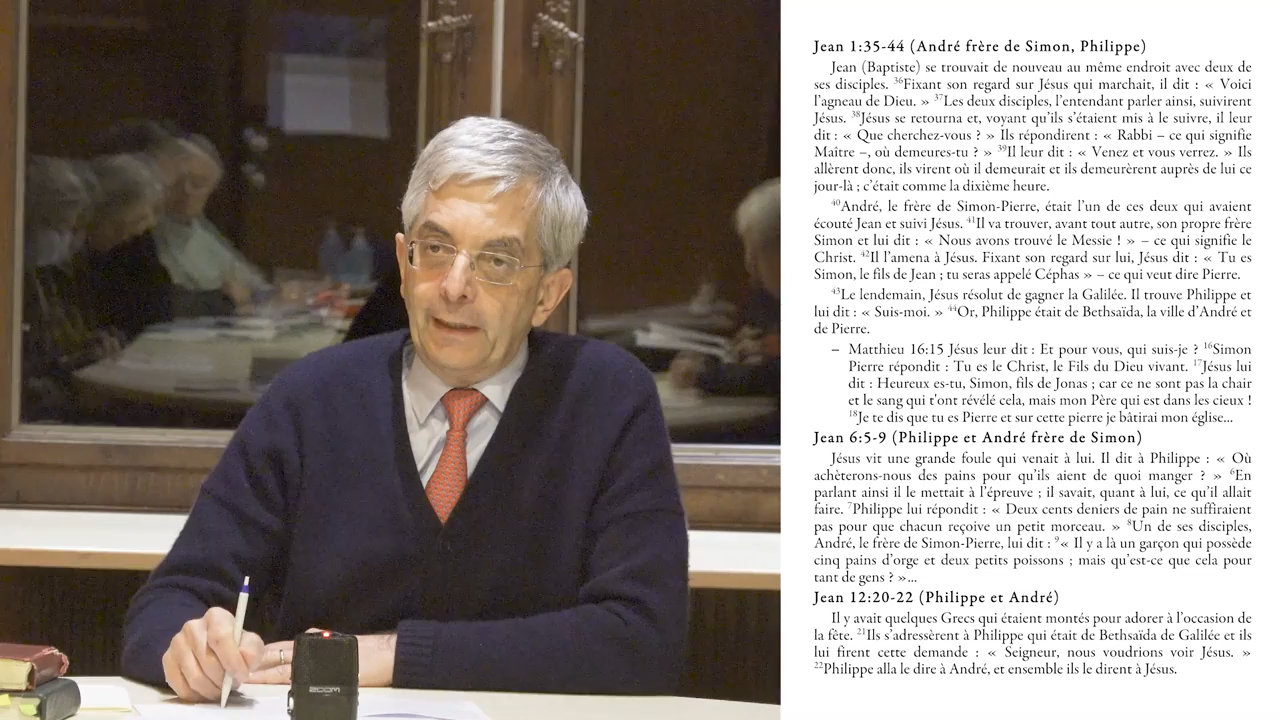 Jean 1:35-44 (André frère de Simon, Philippe)
Jean (Baptiste) se trouvait de nouveau au même endroit avec deux de
ses disciples. ³⁶Fixant son regard sur Jésus qui marchait, il dit : « Voici
l'agneau de Dieu. » ³⁷Les deux disciples, l'entendant parler ainsi, suivirent
Jésus. ³⁸Jésus se retourna et, voyant qu'ils s'étaient mis à le suivre, il leur
dit : « Que cherchez-vous ? » Ils répondirent : « Rabbi – ce qui signifie
Maître –, où demeures-tu ? » ³⁹Il leur dit : « Venez et vous verrez. » Ils
allèrent donc, ils virent où il demeurait et ils demeurèrent auprès de lui ce
jour-là ; c'était comme la dixième heure.
⁴⁰André, le frère de Simon-Pierre, était l'un de ces deux qui avaient
écouté Jean et suivi Jésus. ⁴¹Il va trouver, avant tout autre, son propre frère
Simon et lui dit : « Nous avons trouvé le Messie ! » – ce qui signifie le
Christ. ⁴²Il l'amena à Jésus. Fixant son regard sur lui, Jésus dit : « Tu es
Simon, le fils de Jean ; tu seras appelé Céphas » – ce qui veut dire Pierre.
⁴³Le lendemain, Jésus résolut de gagner la Galilée. Il trouve Philippe et
lui dit : « Suis-moi. » ⁴⁴Or, Philippe était de Bethsaïda, la ville d'André et
de Pierre.
– Matthieu 16:15 Jésus leur dit : Et pour vous, qui suis-je ? ¹⁶Simon
Pierre répondit : Tu es le Christ, le Fils du Dieu vivant. ¹⁷Jésus lui
dit : Heureux es-tu, Simon, fils de Jonas ; car ce ne sont pas la chair
et le sang qui t'ont révélé cela, mais mon Père qui est dans les cieux !
¹⁸Je te dis que tu es Pierre et sur cette pierre je bâtirai mon église...
Jean 6:5-9 (Philippe et André frère de Simon)
Jésus vit une grande foule qui venait à lui. Il dit à Philippe : « Où
achèterons-nous des pains pour qu'ils aient de quoi manger ? » ⁶En
parlant ainsi il le mettait à l'épreuve ; il savait, quant à lui, ce qu'il allait
faire. ⁷Philippe lui répondit : « Deux cents deniers de pain ne suffiraient
pas pour que chacun reçoive un petit morceau. » ⁸Un de ses disciples,
André, le frère de Simon-Pierre, lui dit : ⁹« Il y a là un garçon qui possède
cinq pains d'orge et deux petits poissons ; mais qu'est-ce que cela pour
tant de gens ? »...
Jean 12:20-22 (Philippe et André)
Il y avait quelques Grecs qui étaient montés pour adorer à l'occasion de
la fête. ²¹Ils s'adressèrent à Philippe qui était de Bethsaïda de Galilée et ils
lui firent cette demande : « Seigneur, nous voudrions voir Jésus. »
²²Philippe alla le dire à André, et ensemble ils le dirent à Jésus.
zoom